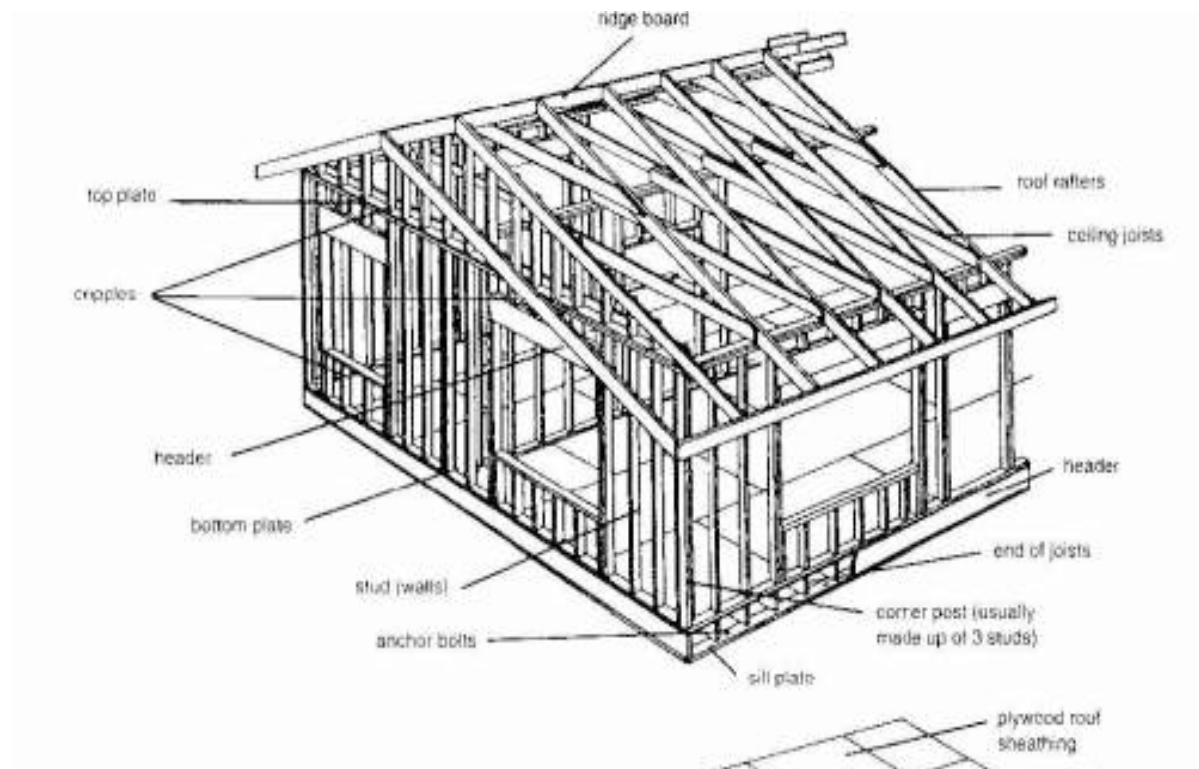 ridge board
top plate
roof rafters
ceiling joists
cripples
header
header
bottom plate
end of joists
stud (walls)
corner post (usually
made up of 3 studs)
anchor bolts
sill plate
plywood roof
sheathing